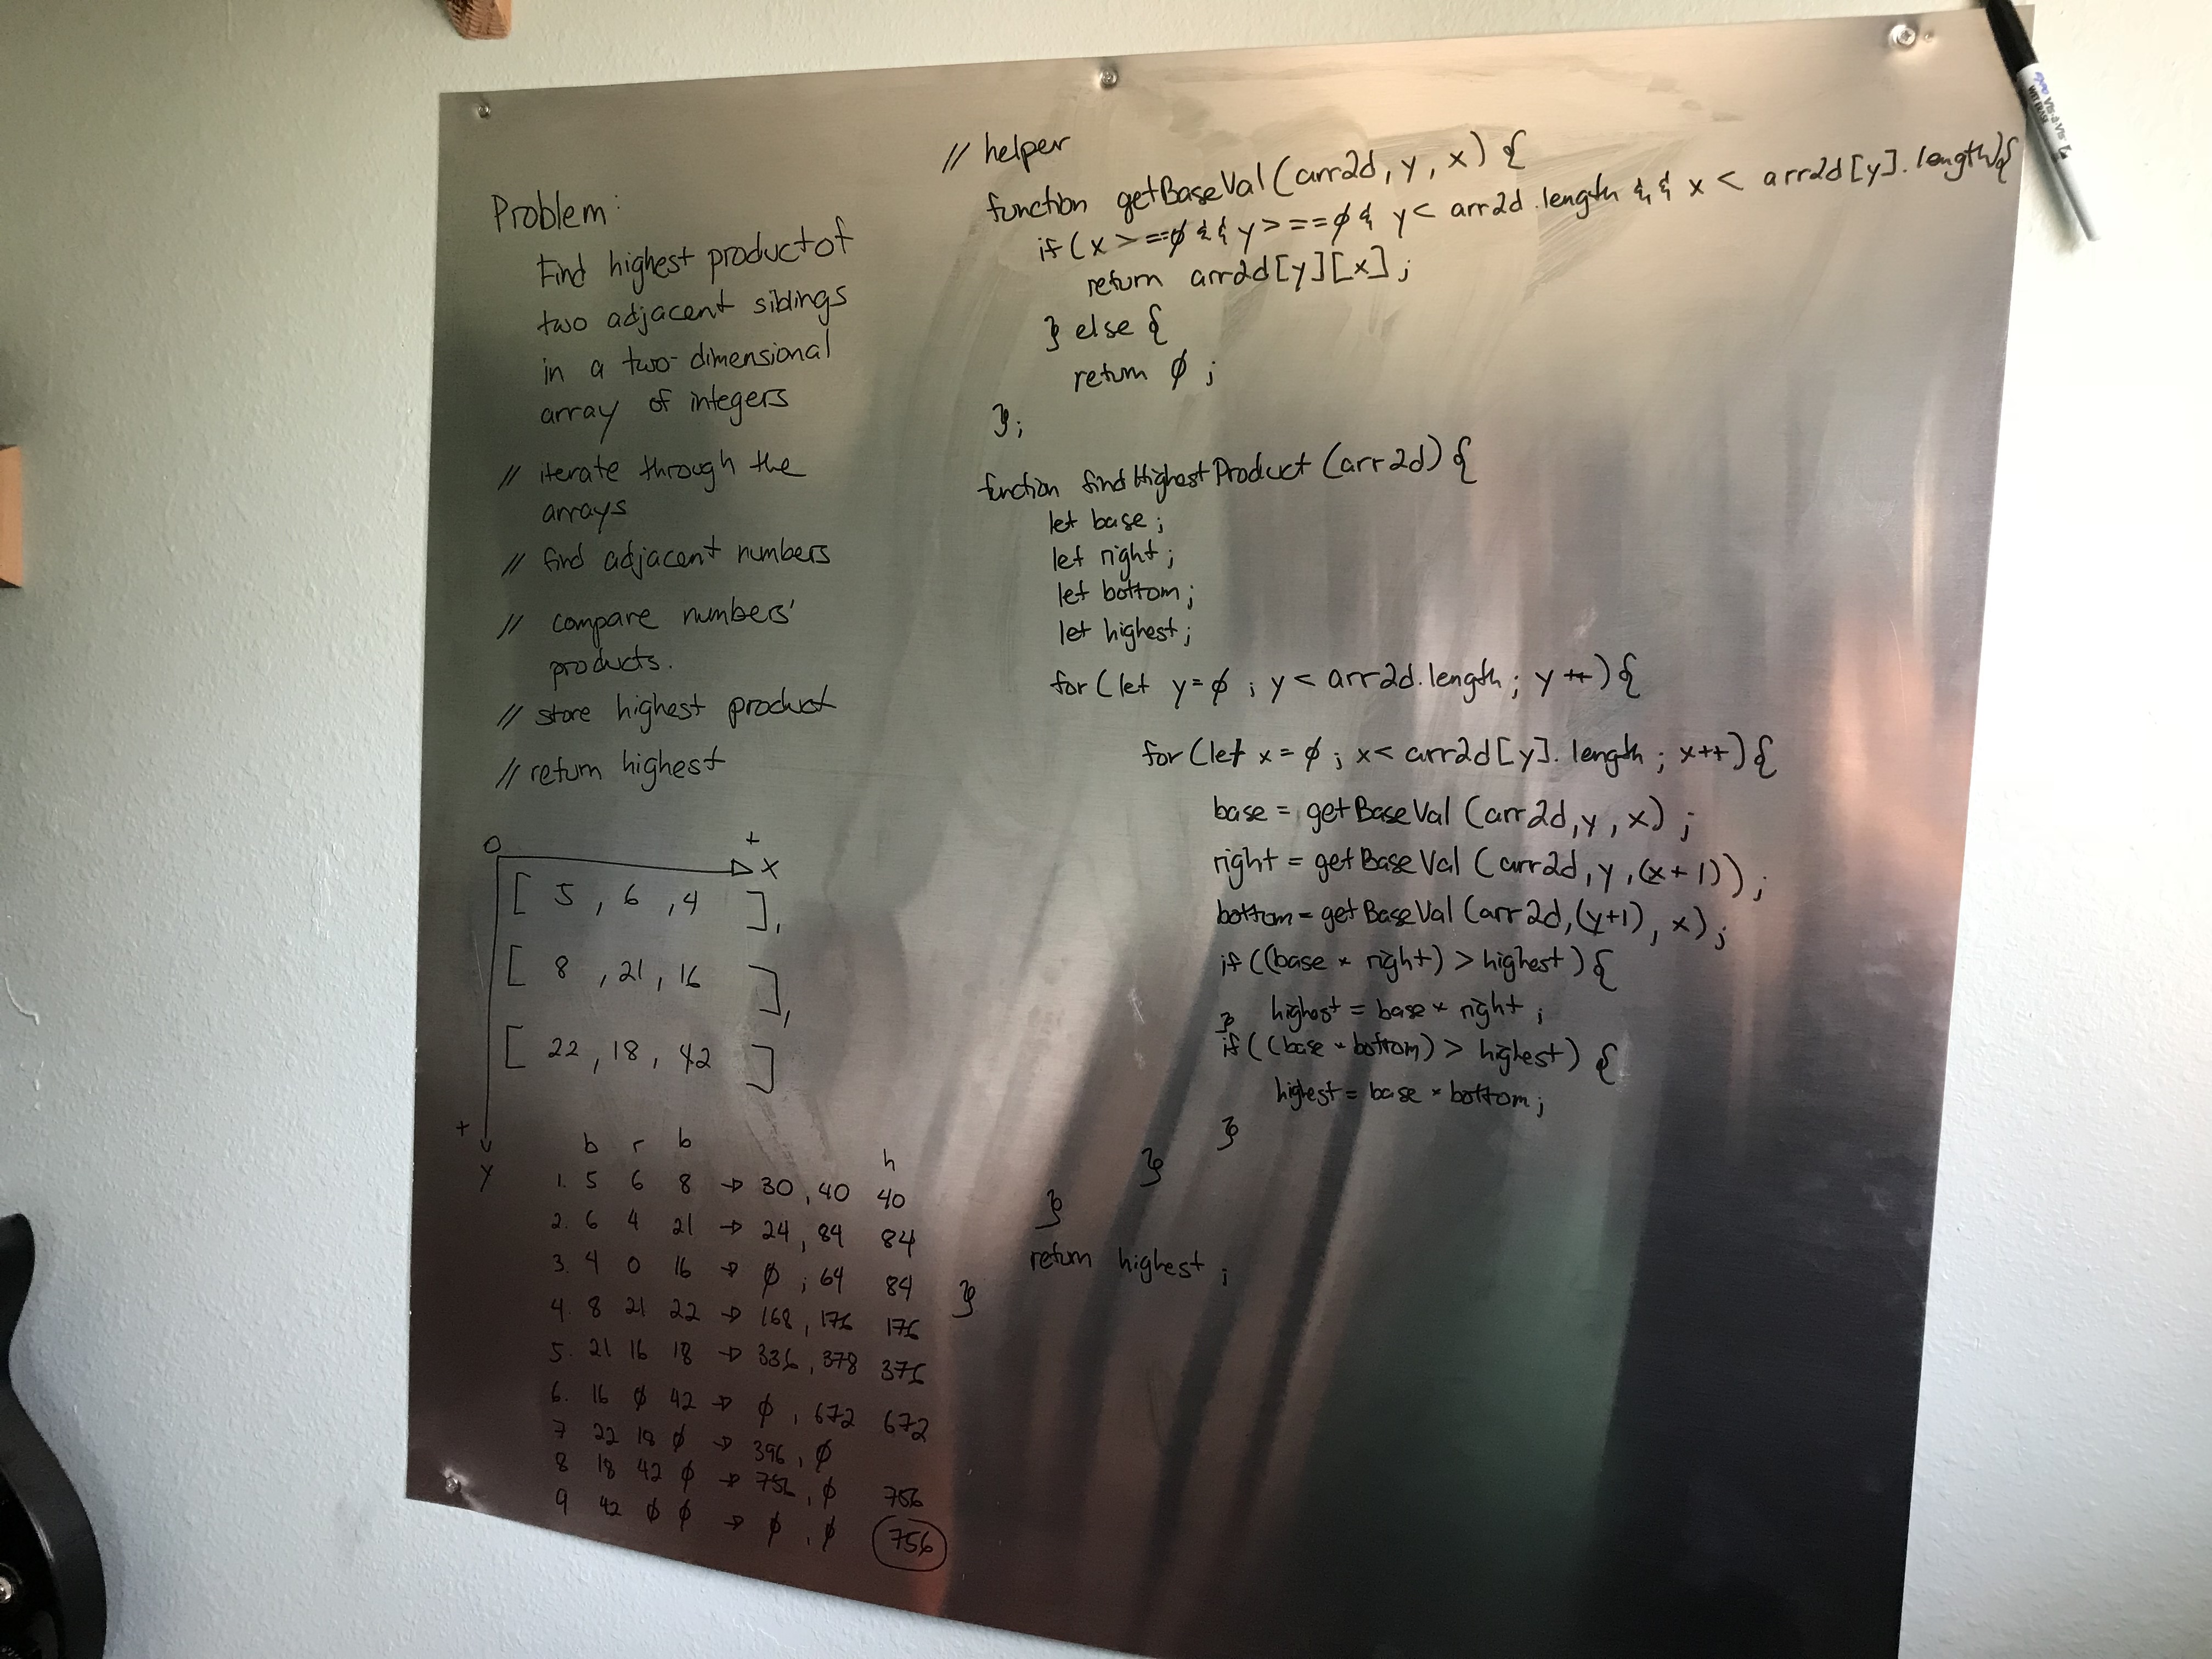 Problem:
Find highest product of
two adjacent siblings
in a two-dimensional
array of integers
// iterate through the
arrays
// find adjacent numbers
// compare numbers'
products.
// store highest product
// return highest
0 + x
[ 5 , 6 , 4 ],
[ 8 , 21 , 16 ],
[ 22 , 18 , 42 ]
+
y
b r b h
1. 5 6 8 → 30 , 40 40
2. 6 4 21 → 24 , 84 84
3. 4 0 16 → ∅ , 64 84
4. 8 21 22 → 168 , 176 176
5. 21 16 18 → 336 , 378 376
6. 16 ∅ 42 → ∅ , 672 672
7 22 18 ∅ → 396 , ∅
8 18 42 ∅ → 756 , ∅ 756
9 42 ∅ ∅ → ∅ , ∅ 756
// helper
function getBaseVal (arr2d, y, x) {
if (x >==∅ && y >==∅ & y < arr2d.length && x < arr2d[y].length){
return arr2d[y][x];
} else {
return ∅ ;
};
function findHighestProduct (arr2d) {
let base ;
let right ;
let bottom ;
let highest ;
for (let y=∅ ; y < arr2d.length ; y++) {
for (let x = ∅ ; x < arr2d[y].length ; x++) {
base = getBaseVal (arr2d, y, x) ;
right = getBaseVal (arr2d, y, (x+1)) ;
bottom = getBaseVal (arr2d, (y+1), x) ;
if ((base * right) > highest) {
highest = base * right ;
}
if ((base * bottom) > highest) {
highest = base * bottom ;
}
}
}
return highest ;
}